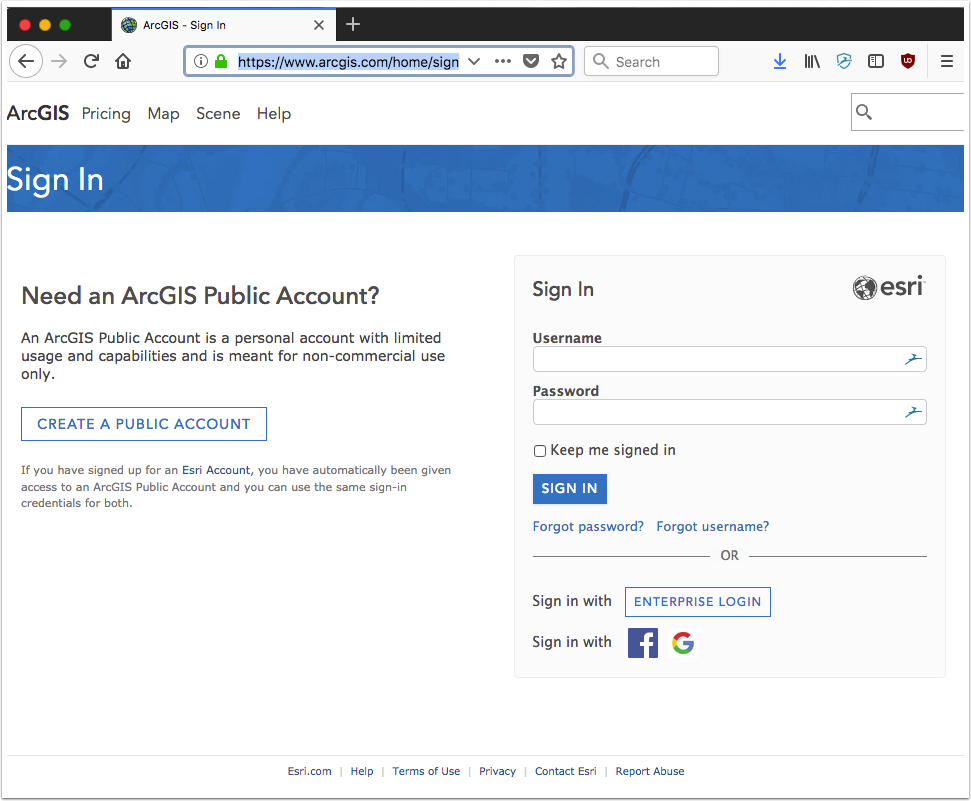 ArcGIS - Sign In
https://www.arcgis.com/home/sign
Search
ArcGIS Pricing Map Scene Help
Sign In
Need an ArcGIS Public Account?
An ArcGIS Public Account is a personal account with limited
usage and capabilities and is meant for non-commercial use
only.
CREATE A PUBLIC ACCOUNT
If you have signed up for an Esri Account, you have automatically been given
access to an ArcGIS Public Account and you can use the same sign-in
credentials for both.
Sign In
esri
Username
Password
Keep me signed in
SIGN IN
Forgot password? Forgot username?
OR
Sign in with ENTERPRISE LOGIN
Sign in with
Esri.com | Help | Terms of Use | Privacy | Contact Esri | Report Abuse